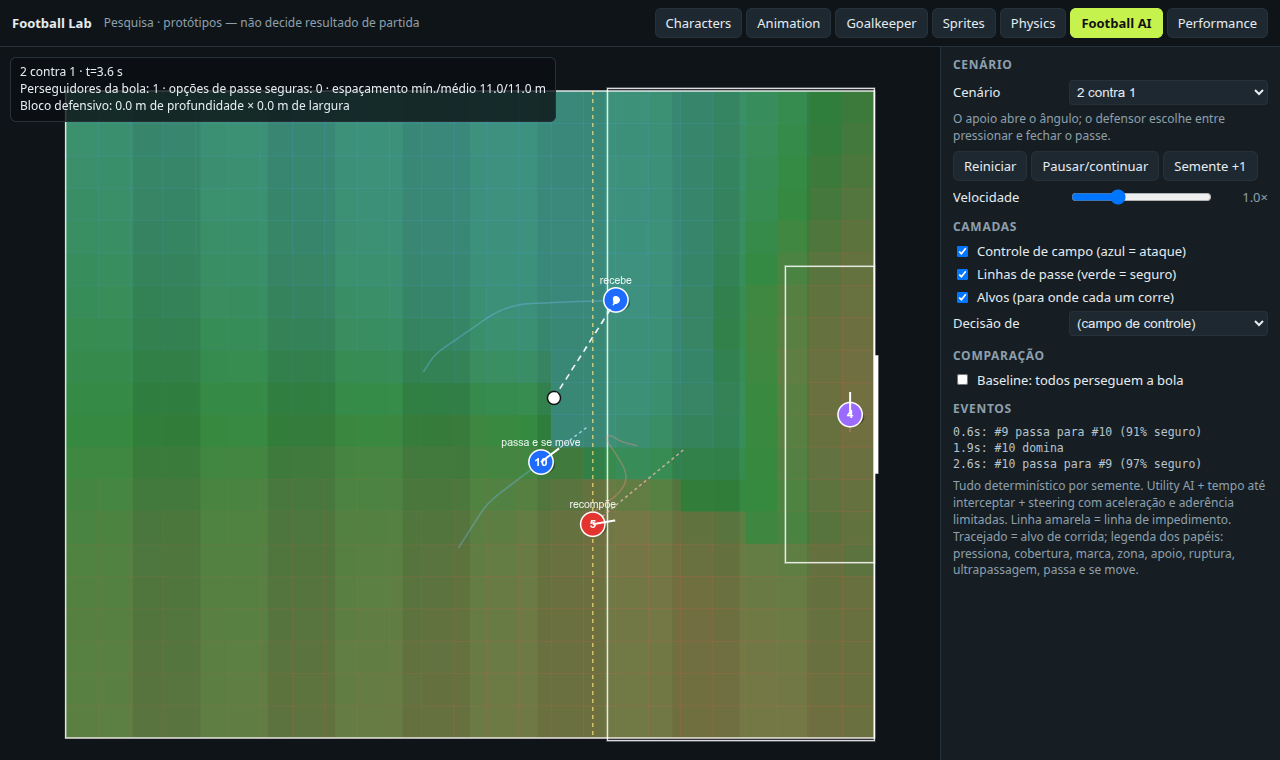 Football Lab
Pesquisa · protótipos — não decide resultado de partida
Characters
Animation
Goalkeeper
Sprites
Physics
Football AI
Performance
2 contra 1 · t=3.6 s
Perseguidores da bola: 1 · opções de passe seguras: 0 · espaçamento mín./médio 11.0/11.0 m
Bloco defensivo: 0.0 m de profundidade × 0.0 m de largura
recebe
4
passa e se move
10
recompõe
5
CENÁRIO
Cenário
2 contra 1
O apoio abre o ângulo; o defensor escolhe entre
pressionar e fechar o passe.
Reiniciar
Pausar/continuar
Semente +1
Velocidade
1.0×
CAMADAS
Controle de campo (azul = ataque)
Linhas de passe (verde = seguro)
Alvos (para onde cada um corre)
Decisão de
(campo de controle)
COMPARAÇÃO
Baseline: todos perseguem a bola
EVENTOS
0.6s: #9 passa para #10 (91% seguro)
1.9s: #10 domina
2.6s: #10 passa para #9 (97% seguro)
Tudo determinístico por semente. Utility AI + tempo até
interceptar + steering com aceleração e aderência
limitadas. Linha amarela = linha de impedimento.
Tracejado = alvo de corrida; legenda dos papéis:
pressiona, cobertura, marca, zona, apoio, ruptura,
ultrapassagem, passa e se move.